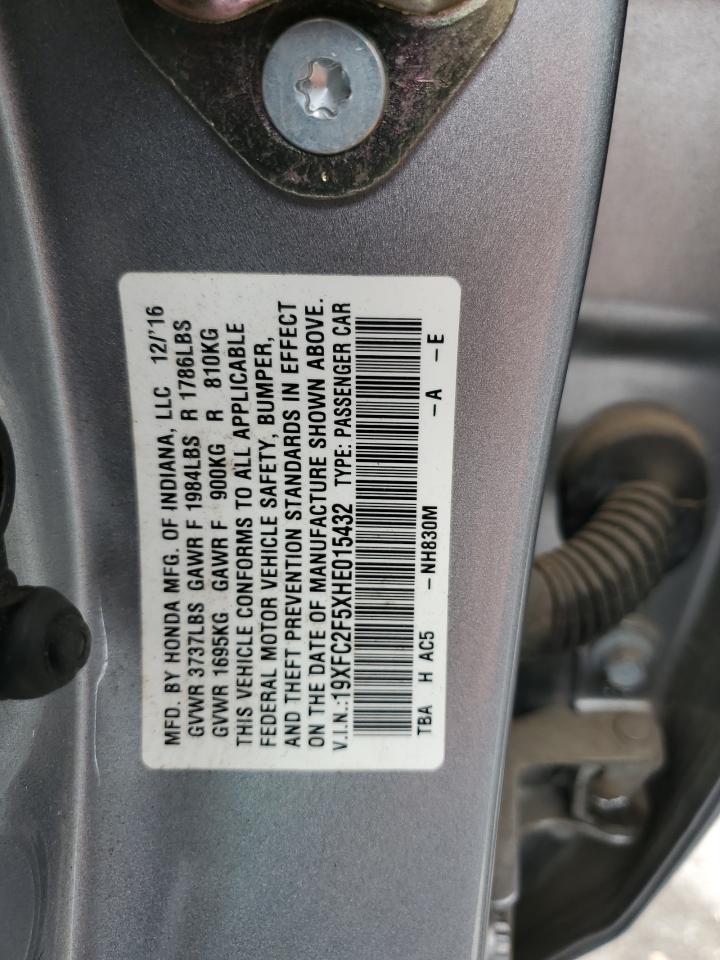 MFD. BY HONDA MFG. OF INDIANA, LLC 12/'16
GVWR 3737LBS GAWR F 1984LBS R 1786LBS
GVWR 1695KG GAWR F 900KG R 810KG
THIS VEHICLE CONFORMS TO ALL APPLICABLE
FEDERAL MOTOR VEHICLE SAFETY, BUMPER,
AND THEFT PREVENTION STANDARDS IN EFFECT
ON THE DATE OF MANUFACTURE SHOWN ABOVE.
V.I.N.:19XFC2F5XHE015432 TYPE: PASSENGER CAR
TBA H AC5 -NH830M -A -E